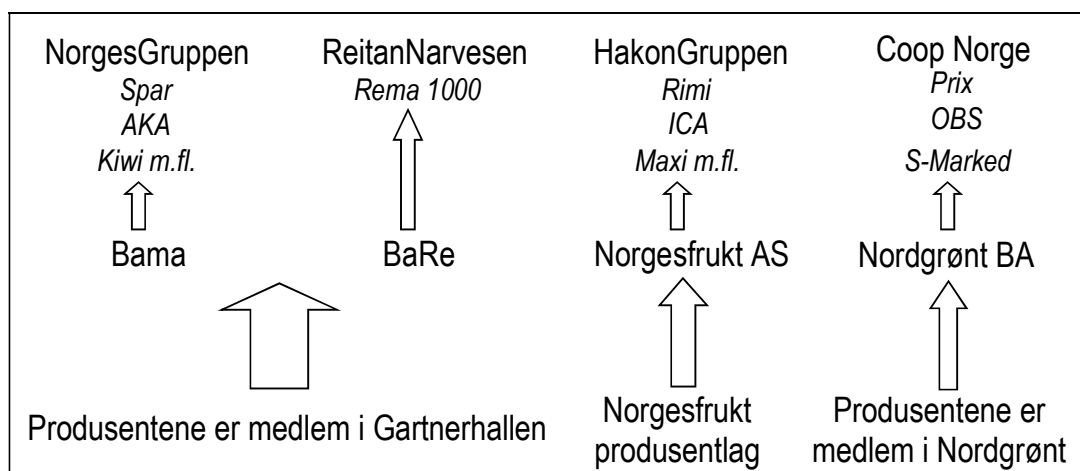 NorgesGruppen
Spar
AKA
Kiwi m.fl.
Bama
ReitanNarvesen
Rema 1000
BaRe
Produsentene er medlem i Gartnerhallen
HakonGruppen
Rimi
ICA
Maxi m.fl.
Norgesfrukt AS
Norgesfrukt
produsentlag
Coop Norge
Prix
OBS
S-Marked
Nordgrønt BA
Produsentene er
medlem i Nordgrønt